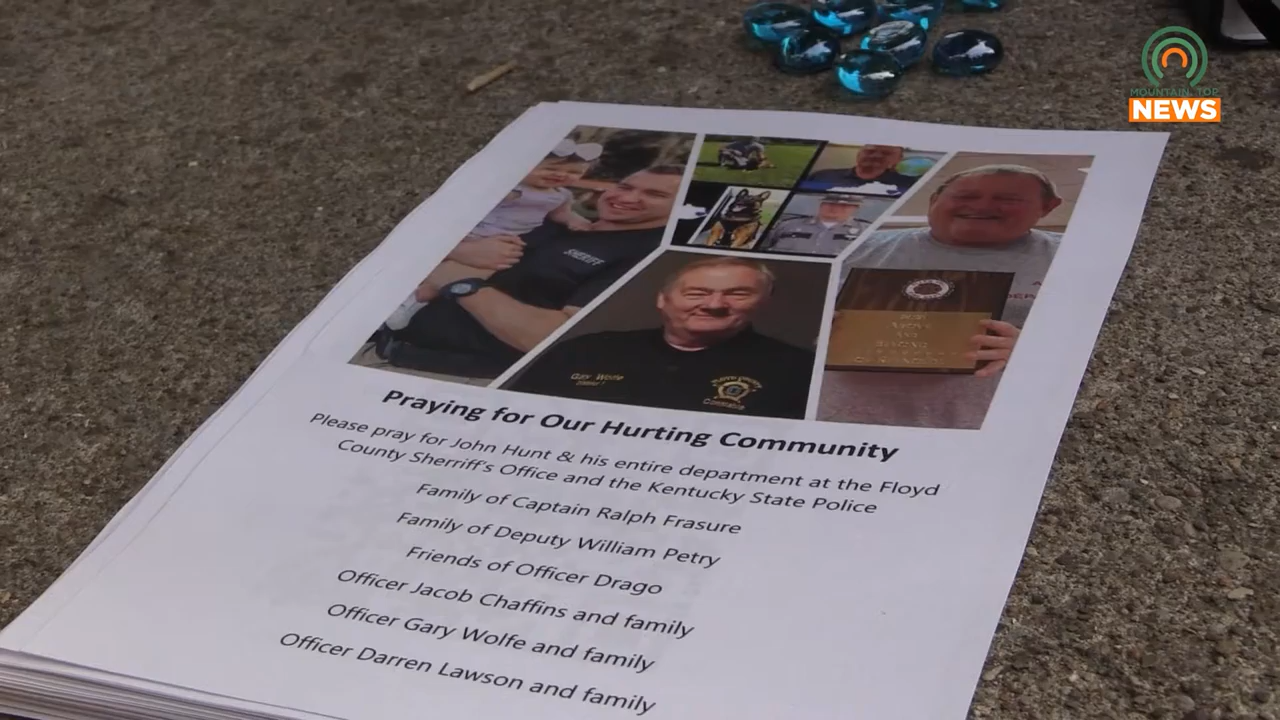 MOUNTAIN TOP
NEWS
SHERIFF
Gary Wolfe
Constable
Praying for Our Hurting Community
Please pray for John Hunt & his entire department at the Floyd
County Sherriff's Office and the Kentucky State Police
Family of Captain Ralph Frasure
Family of Deputy William Petry
Friends of Officer Drago
Officer Jacob Chaffins and family
Officer Gary Wolfe and family
Officer Darren Lawson and family